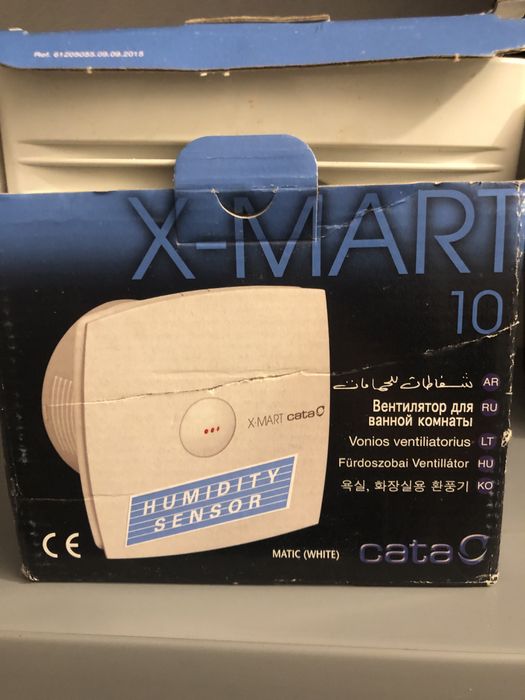 Ref. 61205035.09.09.2015
X-MART
10
شفاطات للحمامات AR
Вентилятор для
ванной комнаты RU
Vonios ventiliatorius LT
Fürdoszobai Ventillátor HU
욕실, 화장실용 환풍기 KO
X-MART cata
HUMIDITY
SENSOR
CE
MATIC (WHITE)
cata